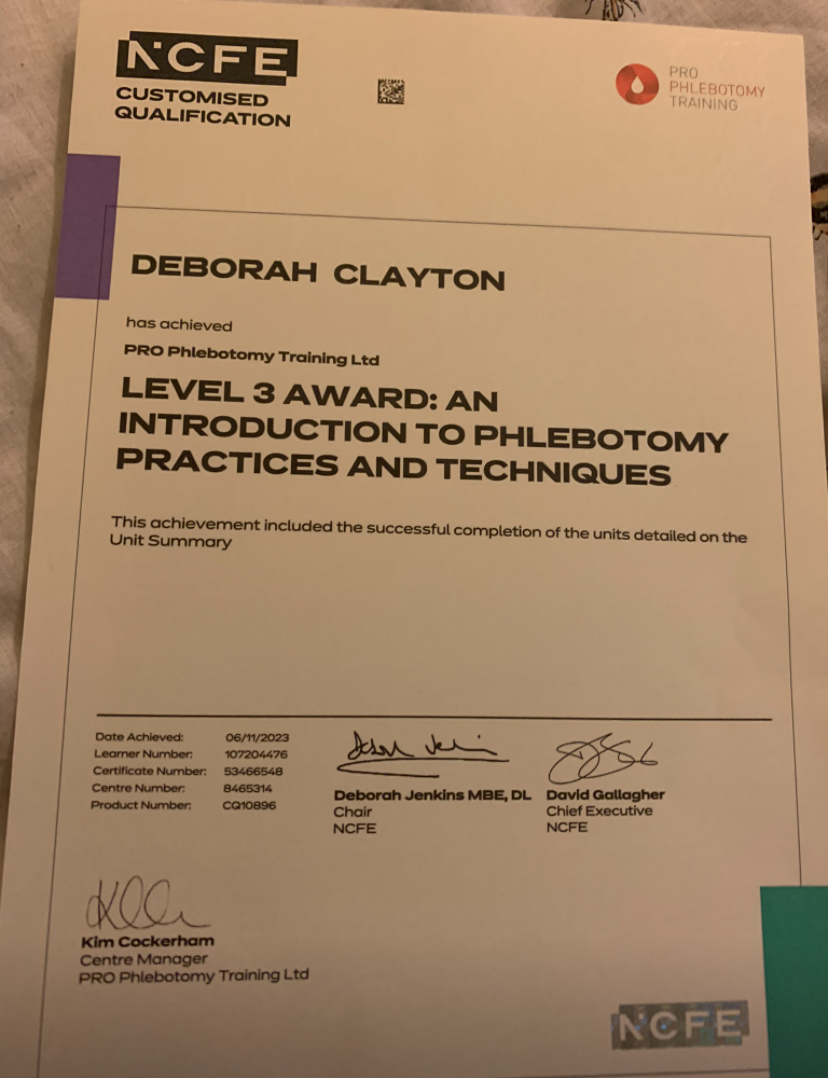 NCFE
CUSTOMISED
QUALIFICATION
PRO
PHLEBOTOMY
TRAINING
DEBORAH CLAYTON
has achieved
PRO Phlebotomy Training Ltd
LEVEL 3 AWARD: AN
INTRODUCTION TO PHLEBOTOMY
PRACTICES AND TECHNIQUES
This achievement included the successful completion of the units detailed on the
Unit Summary
Date Achieved: 06/11/2023
Learner Number: 107204476
Certificate Number: 53466548
Centre Number: 8465314
Product Number: CQ10896
Deborah Jenkins MBE, DL
Chair
NCFE
David Gallagher
Chief Executive
NCFE
Kim Cockerham
Centre Manager
PRO Phlebotomy Training Ltd
NCFE